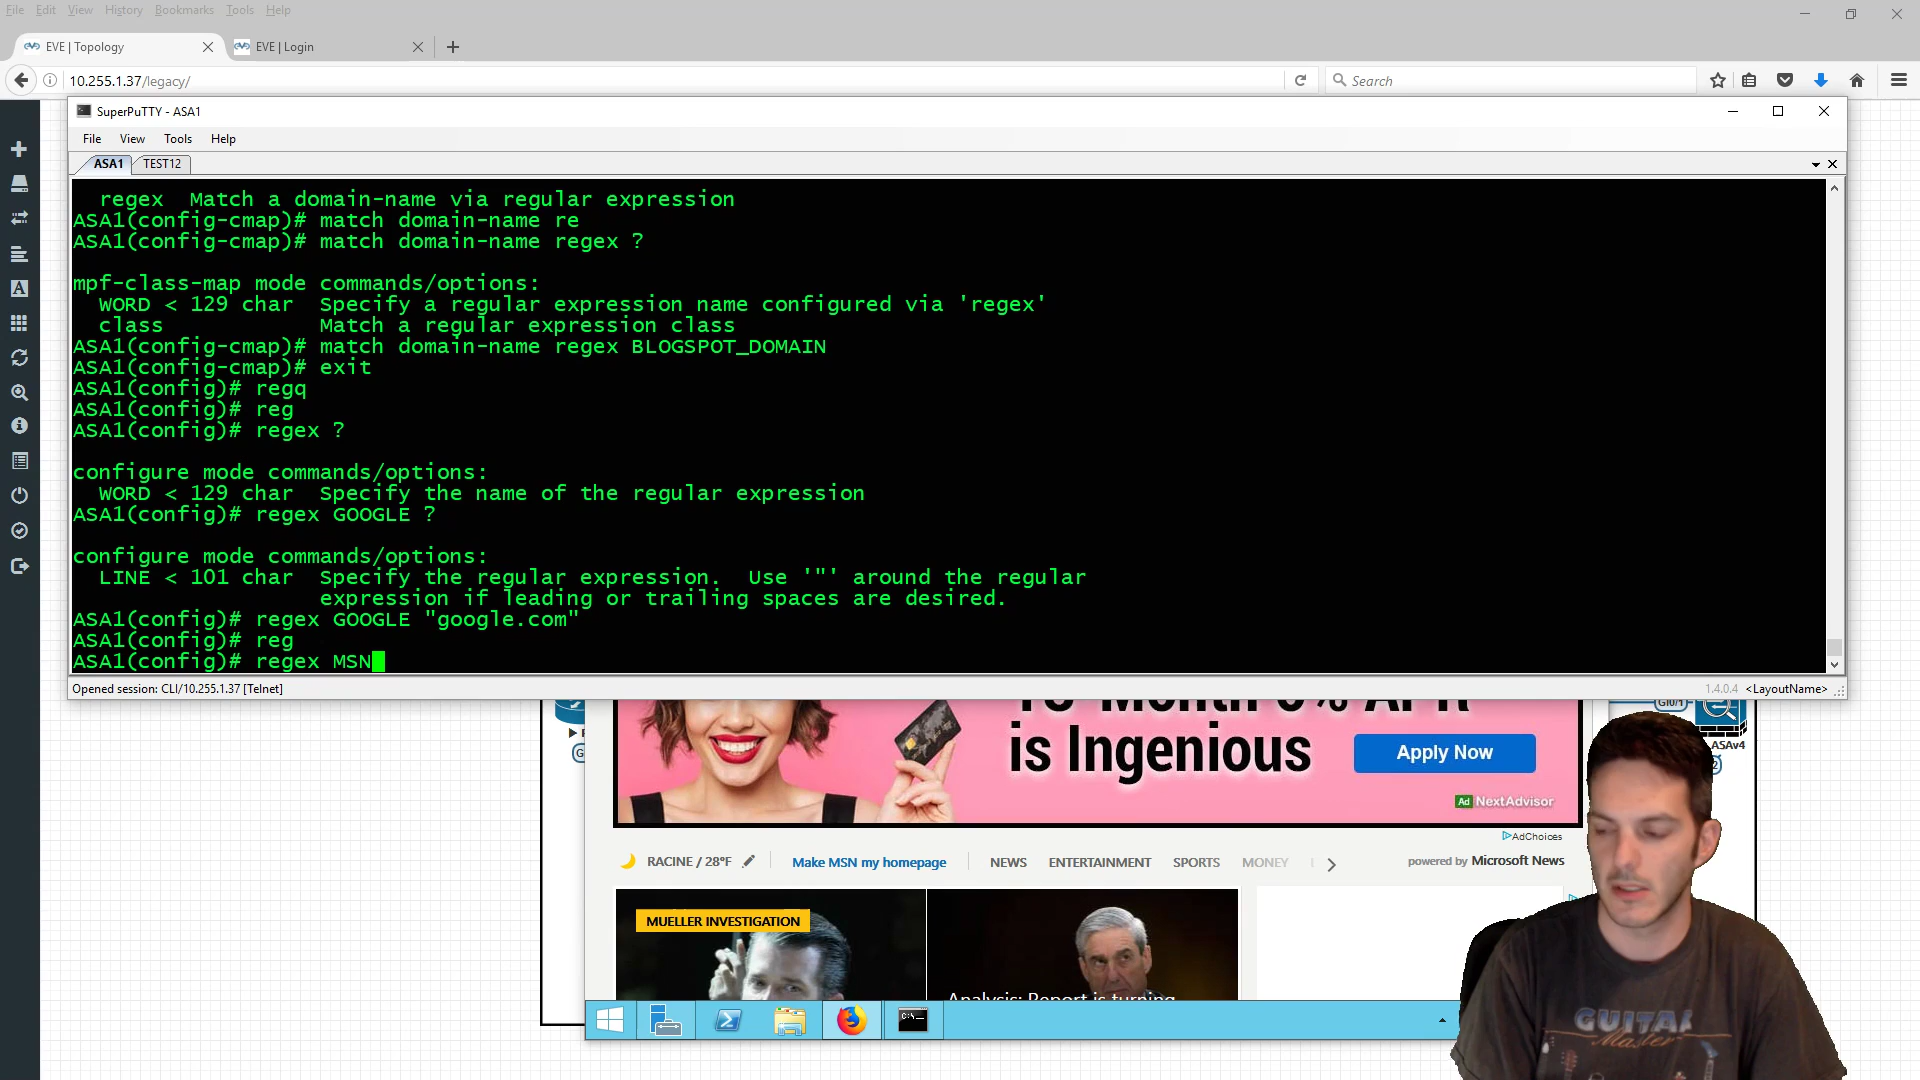 File Edit View History Bookmarks Tools Help
EVE | Topology
EVE | Login
10.255.1.37/legacy/
Search
SuperPuTTY - ASA1
File View Tools Help
ASA1 TEST12
regex Match a domain-name via regular expression
ASA1(config-cmap)# match domain-name re
ASA1(config-cmap)# match domain-name regex ?
mpf-class-map mode commands/options:
WORD < 129 char Specify a regular expression name configured via 'regex'
class Match a regular expression class
ASA1(config-cmap)# match domain-name regex BLOGSPOT_DOMAIN
ASA1(config-cmap)# exit
ASA1(config)# regq
ASA1(config)# reg
ASA1(config)# regex ?
configure mode commands/options:
WORD < 129 char Specify the name of the regular expression
ASA1(config)# regex GOOGLE ?
configure mode commands/options:
LINE < 101 char Specify the regular expression. Use '"' around the regular
expression if leading or trailing spaces are desired.
ASA1(config)# regex GOOGLE "google.com"
ASA1(config)# reg
ASA1(config)# regex MSN
Opened session: CLI/10.255.1.37 [Telnet]
1.4.0.4 <LayoutName>
Gi0/1
ASAv4
is Ingenious
Apply Now
Ad NextAdvisor
AdChoices
RACINE / 28°F
Make MSN my homepage
NEWS ENTERTAINMENT SPORTS MONEY
powered by Microsoft News
MUELLER INVESTIGATION
Analysis: Report is turning
GUITAR
Master